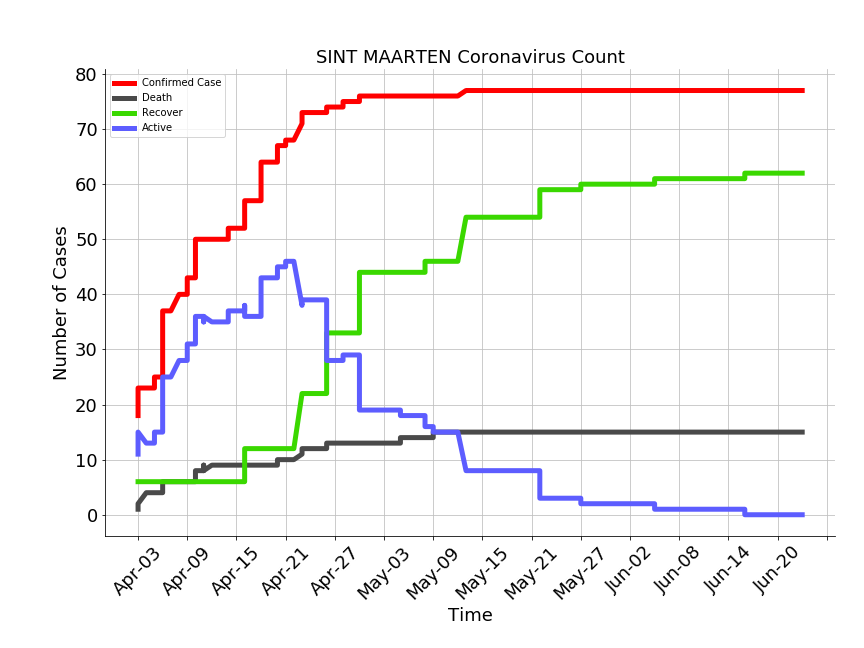 SINT MAARTEN Coronavirus Count
Confirmed Case
Death
Recover
Active
Number of Cases
80
70
60
50
40
30
20
10
0
Apr-03
Apr-09
Apr-15
Apr-21
Apr-27
May-03
May-09
May-15
May-21
May-27
Jun-02
Jun-08
Jun-14
Jun-20
Time